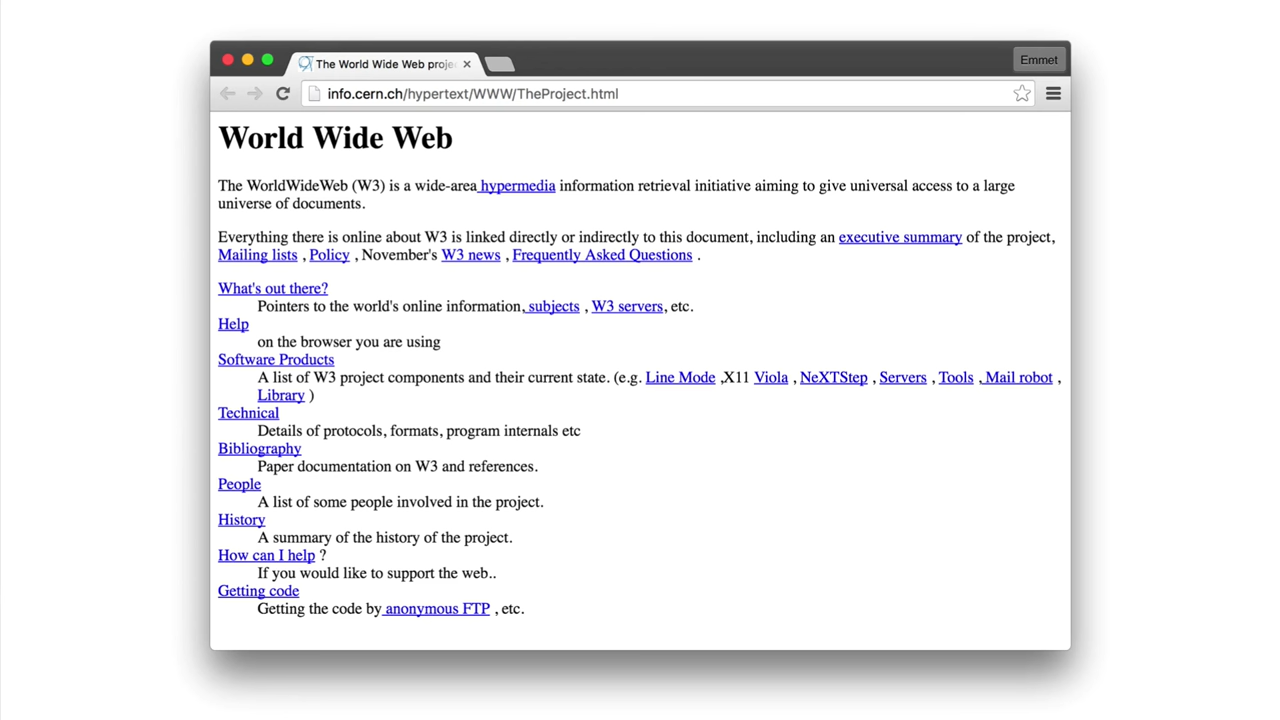 The World Wide Web proje
Emmet
info.cern.ch/hypertext/WWW/TheProject.html
World Wide Web
The WorldWideWeb (W3) is a wide-area hypermedia information retrieval initiative aiming to give universal access to a large
universe of documents.
Everything there is online about W3 is linked directly or indirectly to this document, including an executive summary of the project,
Mailing lists , Policy , November's W3 news , Frequently Asked Questions .
What's out there?
Pointers to the world's online information, subjects , W3 servers, etc.
Help
on the browser you are using
Software Products
A list of W3 project components and their current state. (e.g. Line Mode ,X11 Viola , NeXTStep , Servers , Tools , Mail robot ,
Library )
Technical
Details of protocols, formats, program internals etc
Bibliography
Paper documentation on W3 and references.
People
A list of some people involved in the project.
History
A summary of the history of the project.
How can I help ?
If you would like to support the web..
Getting code
Getting the code by anonymous FTP , etc.